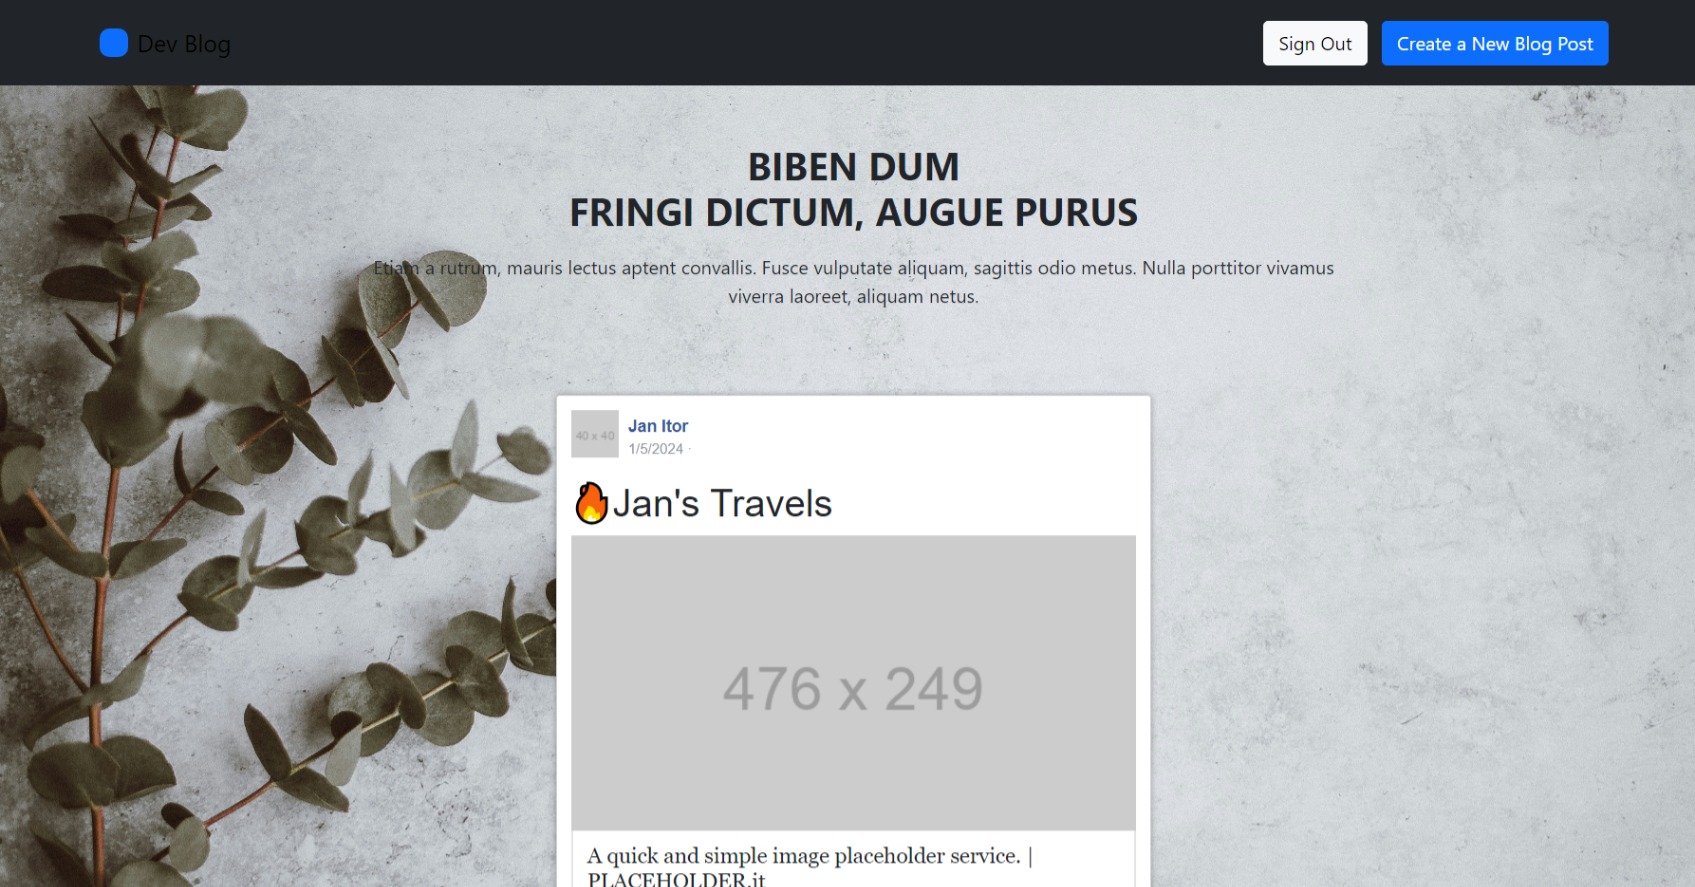 Dev Blog
Sign Out
Create a New Blog Post
BIBEN DUM
FRINGI DICTUM, AUGUE PURUS
Etiam a rutrum, mauris lectus aptent convallis. Fusce vulputate aliquam, sagittis odio metus. Nulla porttitor vivamus
viverra laoreet, aliquam netus.
40 x 40
Jan Itor
1/5/2024 ·
🔥Jan's Travels
476 x 249
A quick and simple image placeholder service. |
PLACEHOLDER.it